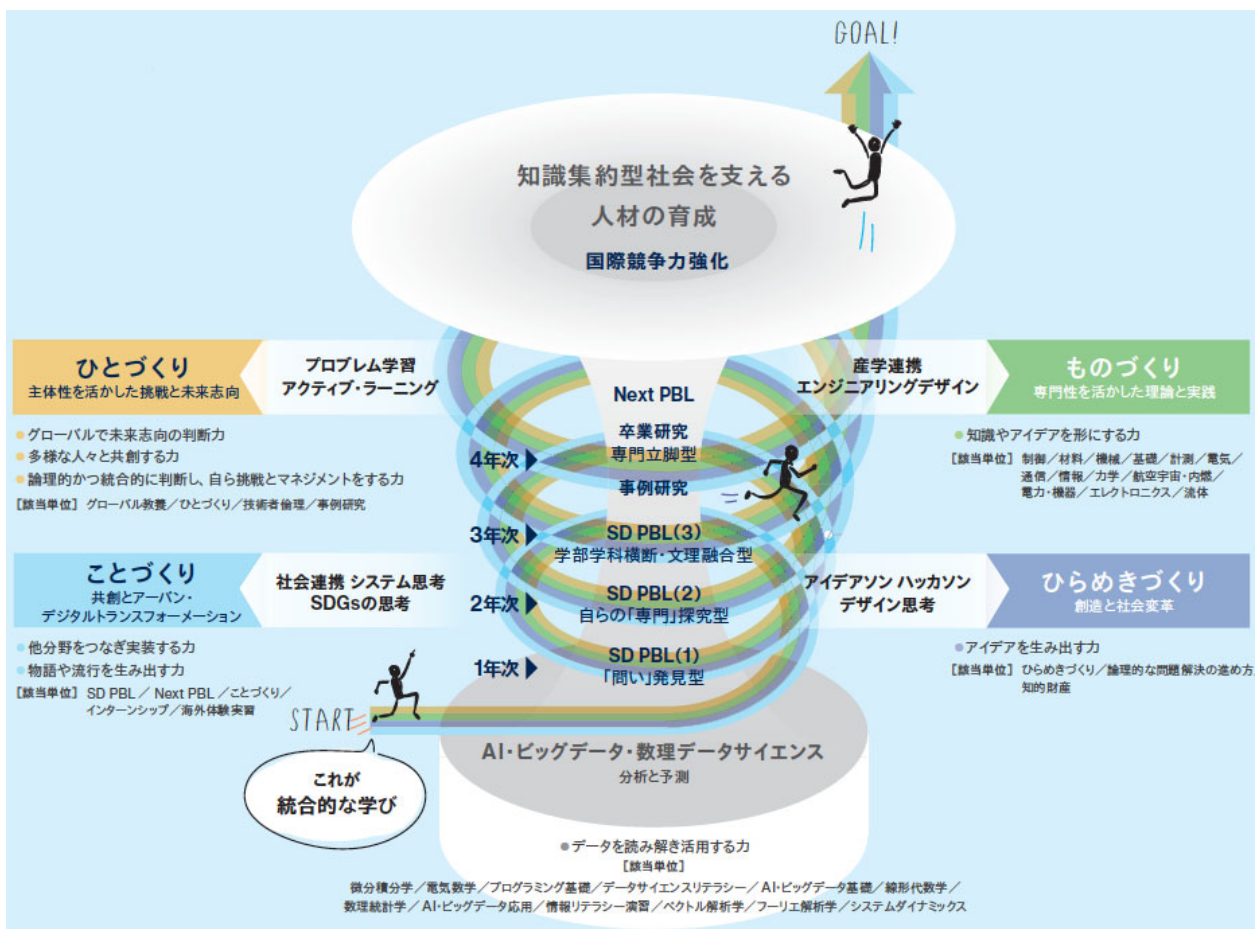 GOAL!
知識集約型社会を支える
人材の育成
国際競争力強化
ひとづくり
主体性を活かした挑戦と未来志向
プロブレム学習
アクティブ・ラーニング
●グローバルで未来志向の判断力
●多様な人々と共創する力
●論理的かつ統合的に判断し、自ら挑戦とマネジメントをする力
［該当単位］グローバル教養／ひとづくり／技術者倫理／事例研究
産学連携
エンジニアリングデザイン
ものづくり
専門性を活かした理論と実践
●知識やアイデアを形にする力
［該当単位］制御／材料／機械／基礎／計測／電気／
通信／情報／力学／航空宇宙・内燃／
電力・機器／エレクトロニクス／流体
Next PBL
卒業研究
4年次
専門立脚型
事例研究
3年次
SD PBL(3)
学部学科横断・文理融合型
2年次
SD PBL(2)
自らの「専門」探究型
1年次
SD PBL(1)
「問い」発見型
ことづくり
共創とアーバン・
デジタルトランスフォーメーション
社会連携 システム思考
SDGsの思考
●他分野をつなぎ実装する力
●物語や流行を生み出す力
［該当単位］SD PBL／Next PBL／ことづくり／
インターンシップ／海外体験実習
アイデアソン ハッカソン
デザイン思考
ひらめきづくり
創造と社会変革
●アイデアを生み出す力
［該当単位］ひらめきづくり／論理的な問題解決の進め方
知的財産
START
これが
統合的な学び
AI・ビッグデータ・数理データサイエンス
分析と予測
●データを読み解き活用する力
［該当単位］
微分積分学／電気数学／プログラミング基礎／データサイエンスリテラシー／AI・ビッグデータ基礎／線形代数学／
数理統計学／AI・ビッグデータ応用／情報リテラシー演習／ベクトル解析学／フーリエ解析学／システムダイナミックス